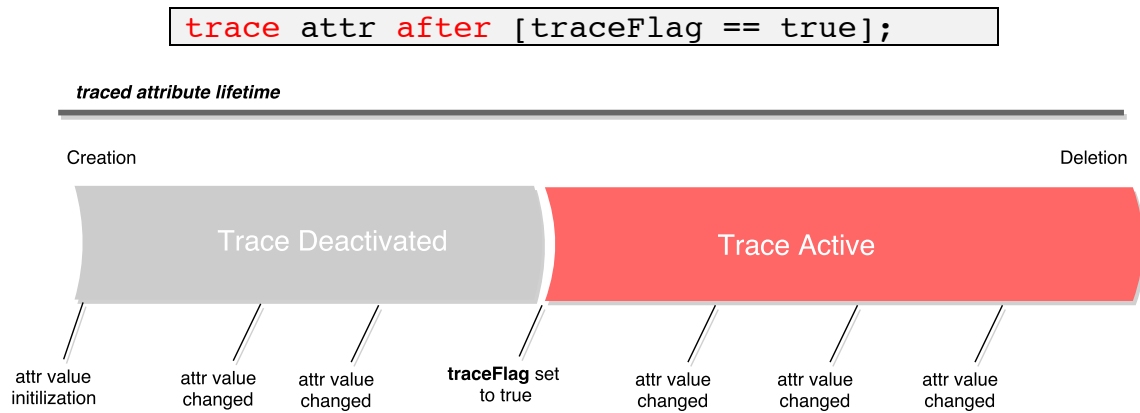 trace attr after [traceFlag == true];
traced attribute lifetime
Creation
Deletion
Trace Deactivated
Trace Active
attr value
initilization
attr value
changed
attr value
changed
traceFlag set
to true
attr value
changed
attr value
changed
attr value
changed